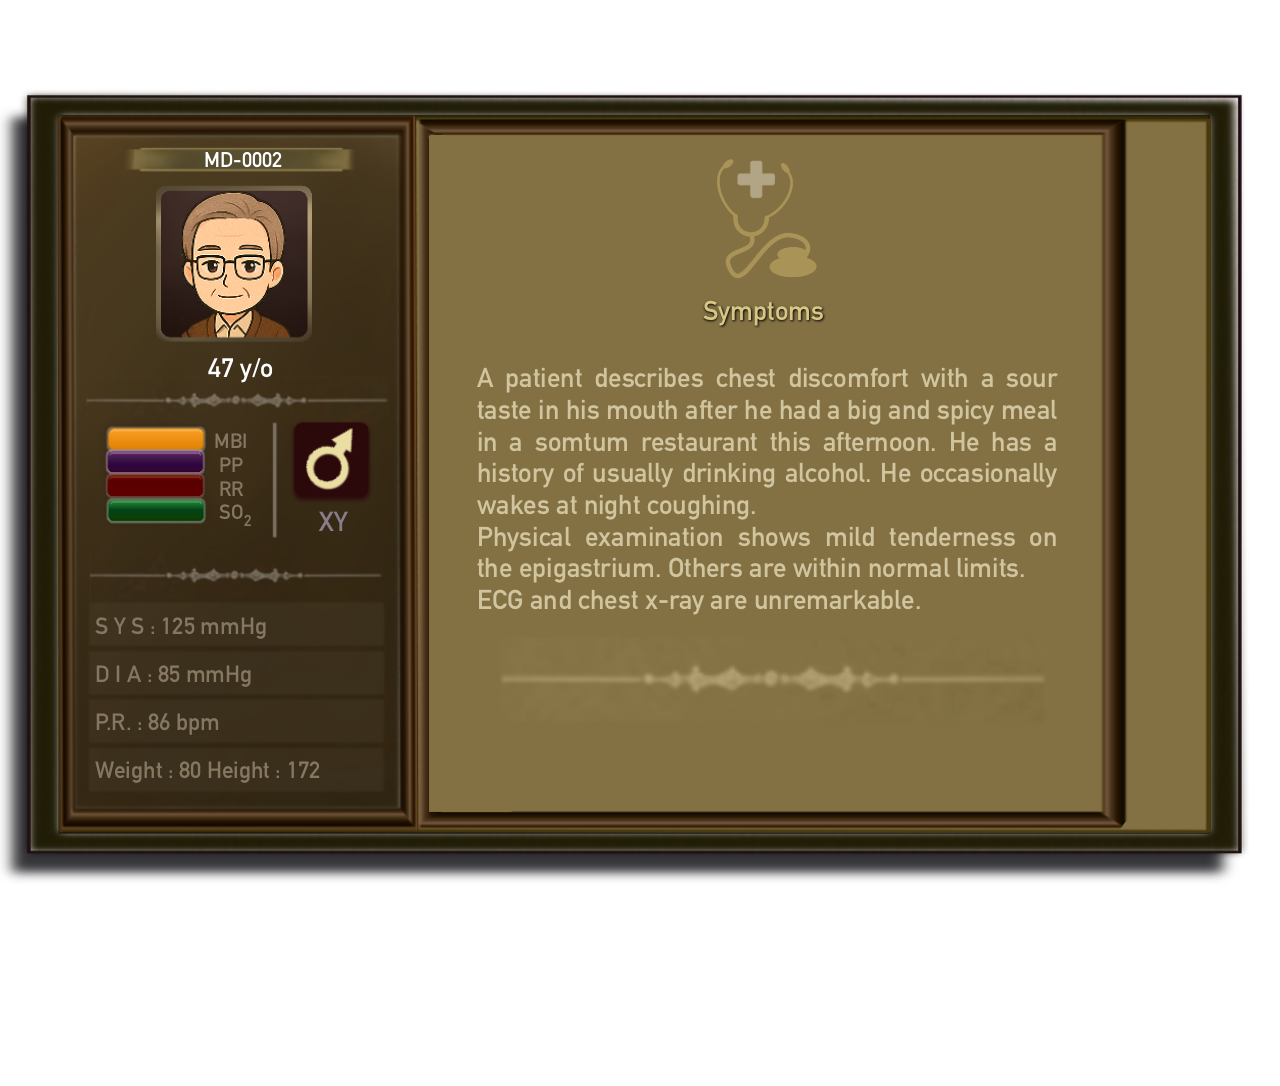 MD-0002
47 y/o
MBI
PP
RR
SO₂
XY
S Y S : 125 mmHg
D I A : 85 mmHg
P.R. : 86 bpm
Weight : 80 Height : 172
Symptoms
A patient describes chest discomfort with a sour
taste in his mouth after he had a big and spicy meal
in a somtum restaurant this afternoon. He has a
history of usually drinking alcohol. He occasionally
wakes at night coughing.
Physical examination shows mild tenderness on
the epigastrium. Others are within normal limits.
ECG and chest x-ray are unremarkable.